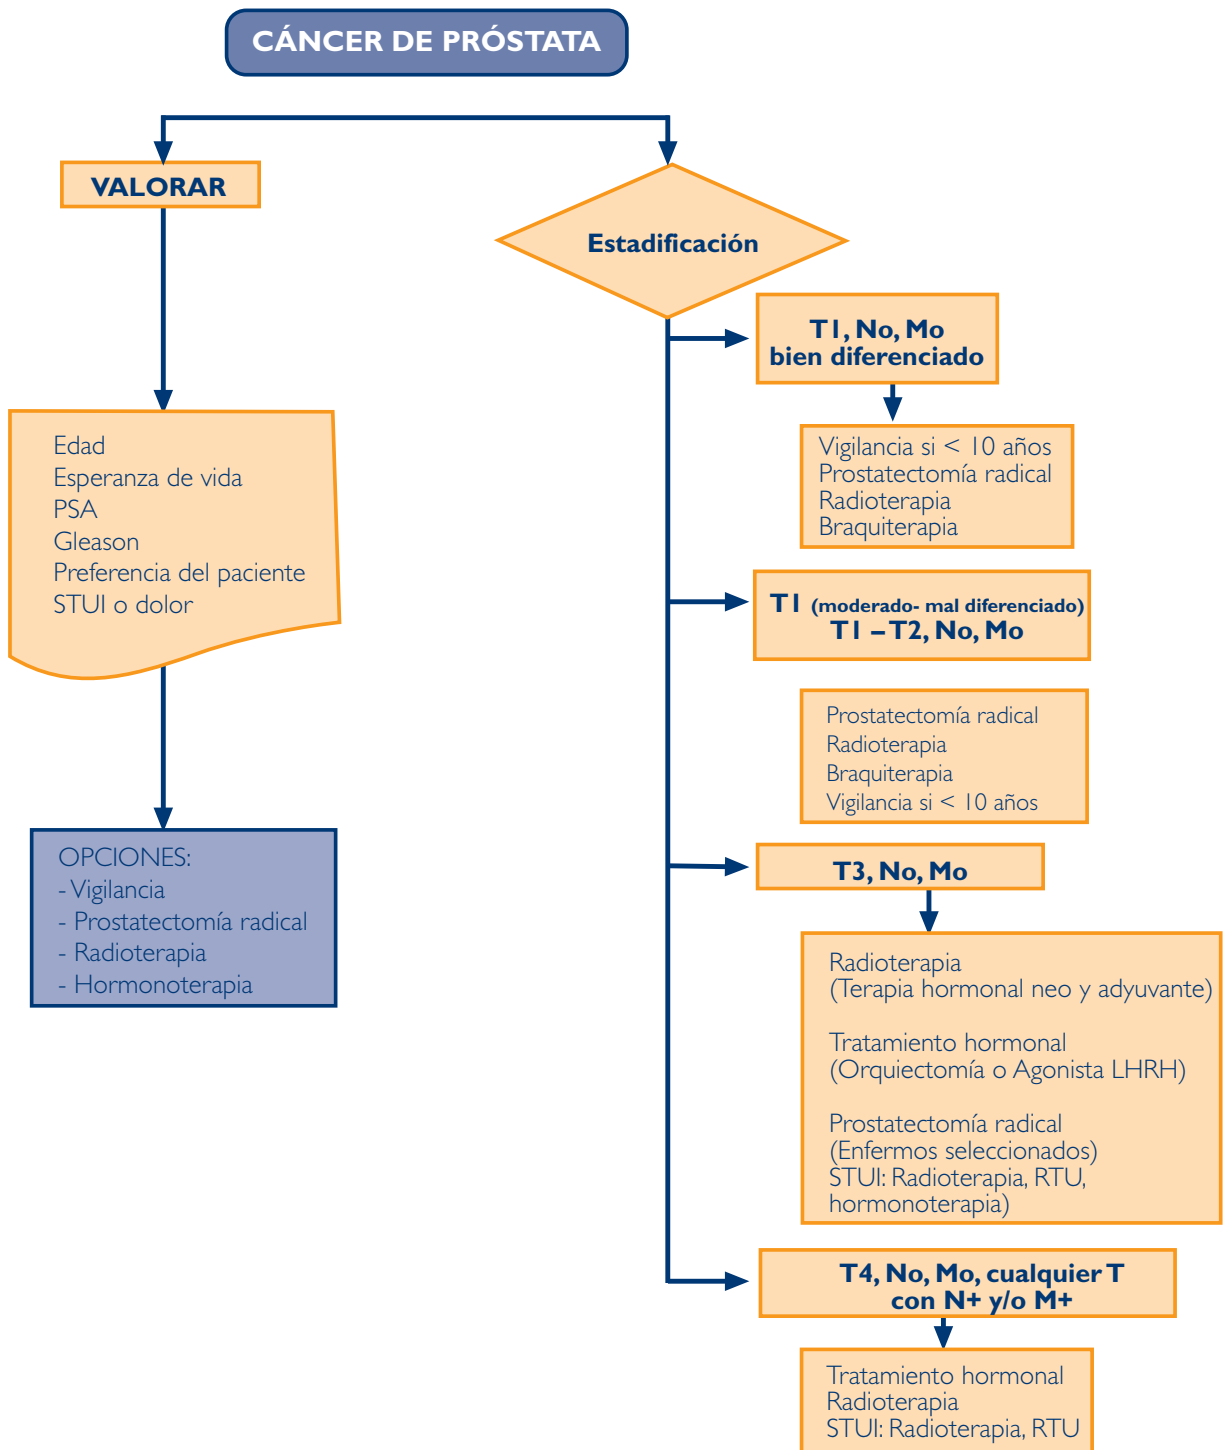 CÁNCER DE PRÓSTATA
VALORAR
Edad
Esperanza de vida
PSA
Gleason
Preferencia del paciente
STUI o dolor
OPCIONES:
- Vigilancia
- Prostatectomía radical
- Radioterapia
- Hormonoterapia
Estadificación
T1, No, Mo
bien diferenciado
Vigilancia si < 10 años
Prostatectomía radical
Radioterapia
Braquiterapia
T1 (moderado- mal diferenciado)
T1 – T2, No, Mo
Prostatectomía radical
Radioterapia
Braquiterapia
Vigilancia si < 10 años
T3, No, Mo
Radioterapia
(Terapia hormonal neo y adyuvante)
Tratamiento hormonal
(Orquiectomía o Agonista LHRH)
Prostatectomía radical
(Enfermos seleccionados)
STUI: Radioterapia, RTU,
hormonoterapia)
T4, No, Mo, cualquier T
con N+ y/o M+
Tratamiento hormonal
Radioterapia
STUI: Radioterapia, RTU